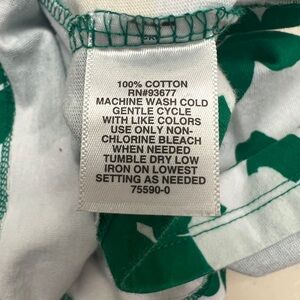 100% COTTON
RN#93677
MACHINE WASH COLD
GENTLE CYCLE
WITH LIKE COLORS
USE ONLY NON-
CHLORINE BLEACH
WHEN NEEDED
TUMBLE DRY LOW
IRON ON LOWEST
SETTING AS NEEDED
75590-0